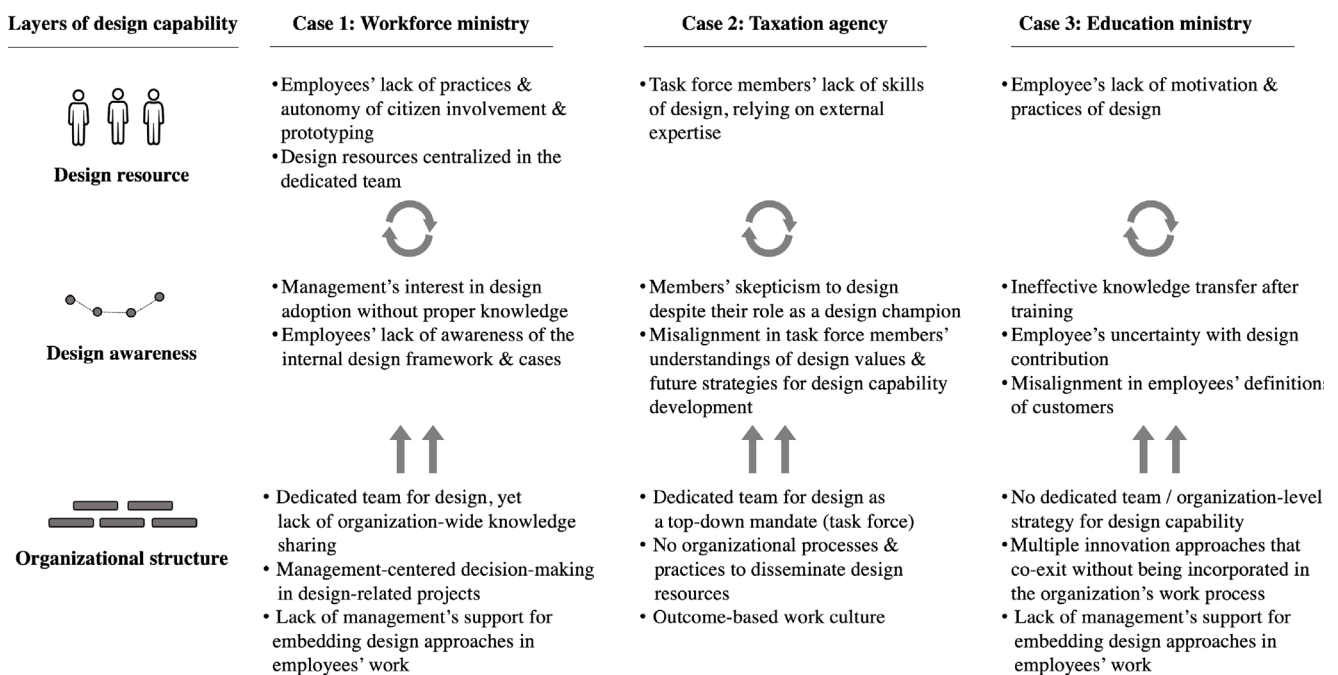 Layers of design capability
Case 1: Workforce ministry
Case 2: Taxation agency
Case 3: Education ministry
Design resource
•Employees’ lack of practices &
autonomy of citizen involvement &
prototyping
•Design resources centralized in the
dedicated team
•Task force members’ lack of skills
of design, relying on external
expertise
•Employee’s lack of motivation &
practices of design
Design awareness
•Management’s interest in design
adoption without proper knowledge
•Employees’ lack of awareness of the
internal design framework & cases
•Members’ skepticism to design
despite their role as a design champion
•Misalignment in task force members’
understandings of design values &
future strategies for design capability
development
•Ineffective knowledge transfer after
training
•Employee’s uncertainty with design
contribution
•Misalignment in employees’ definitions
of customers
Organizational structure
• Dedicated team for design, yet
lack of organization-wide knowledge
sharing
• Management-centered decision-making
in design-related projects
• Lack of management’s support for
embedding design approaches in
employees’ work
• Dedicated team for design as
a top-down mandate (task force)
• No organizational processes &
practices to disseminate design
resources
• Outcome-based work culture
•No dedicated team / organization-level
strategy for design capability
•Multiple innovation approaches that
co-exit without being incorporated in
the organization’s work process
• Lack of management’s support for
embedding design approaches in
employees’ work